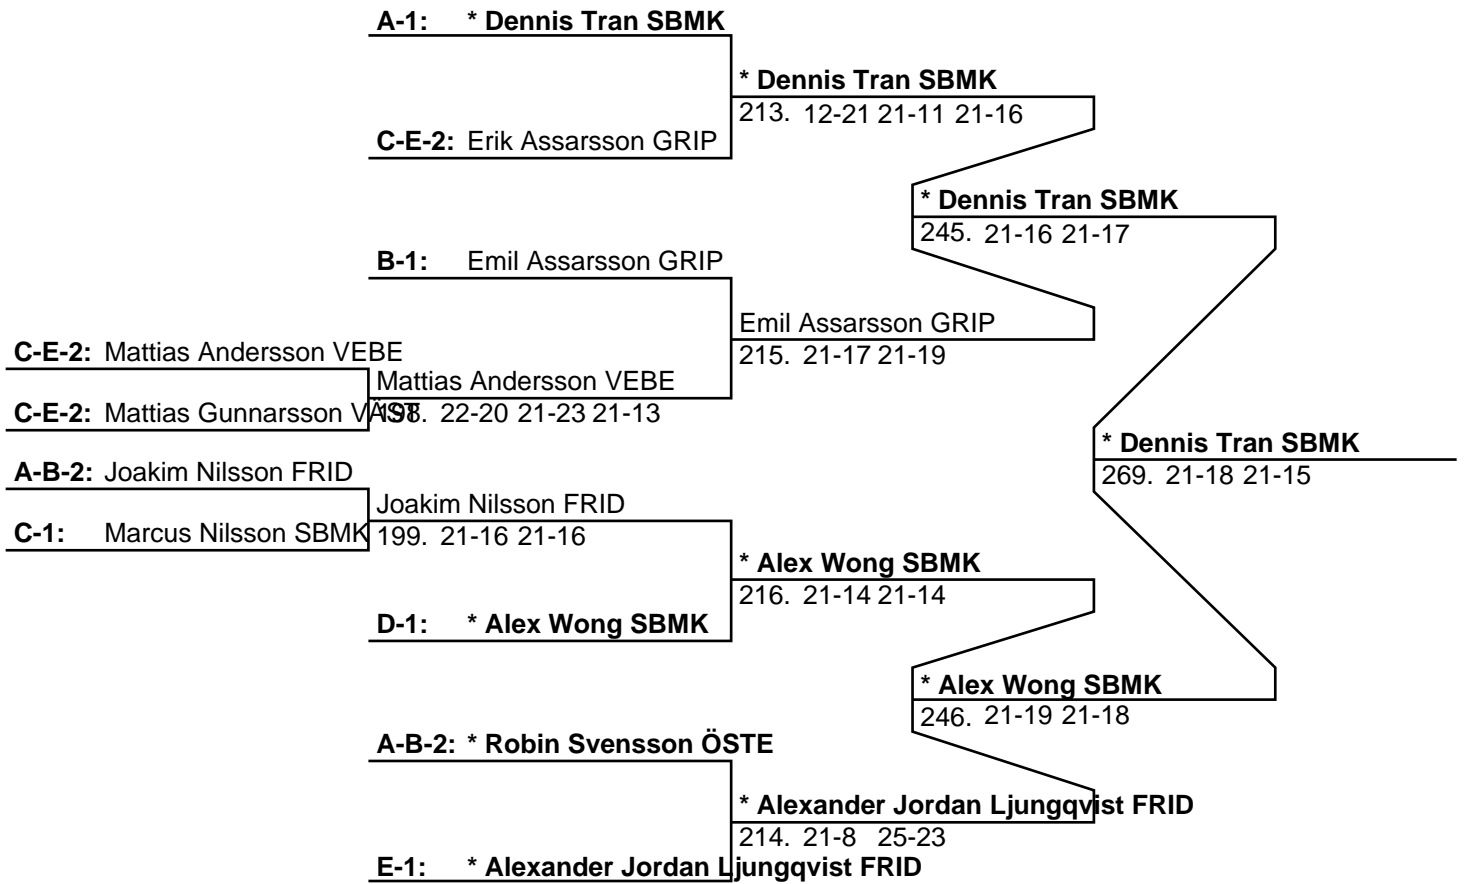 A-1: * Dennis Tran SBMK
* Dennis Tran SBMK
213. 12-21 21-11 21-16
C-E-2: Erik Assarsson GRIP
* Dennis Tran SBMK
245. 21-16 21-17
B-1: Emil Assarsson GRIP
Emil Assarsson GRIP
215. 21-17 21-19
C-E-2: Mattias Andersson VEBE
Mattias Andersson VEBE
198. 22-20 21-23 21-13
C-E-2: Mattias Gunnarsson VÄST
* Dennis Tran SBMK
269. 21-18 21-15
A-B-2: Joakim Nilsson FRID
Joakim Nilsson FRID
199. 21-16 21-16
C-1: Marcus Nilsson SBMK
* Alex Wong SBMK
216. 21-14 21-14
D-1: * Alex Wong SBMK
* Alex Wong SBMK
246. 21-19 21-18
A-B-2: * Robin Svensson ÖSTE
* Alexander Jordan Ljungqvist FRID
214. 21-8 25-23
E-1: * Alexander Jordan Ljungqvist FRID